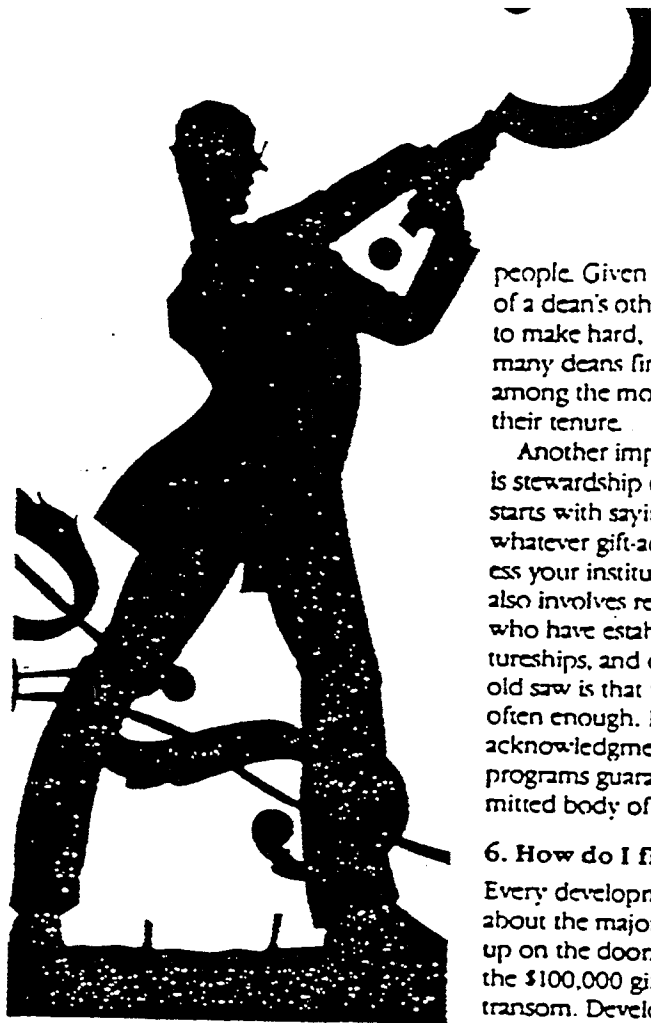 people. Given
of a dean's oth
to make hard,
many deans fir
among the mo
their tenure.
Another imp
is stewardship
starts with sayi
whatever gift-a
ess your institu
also involves re
who have estab
tureships, and
old saw is that
often enough.
acknowledgme
programs guara
mitted body of
6. How do I f
Every developm
about the major
up on the door
the $100,000 gi
transom. Develo